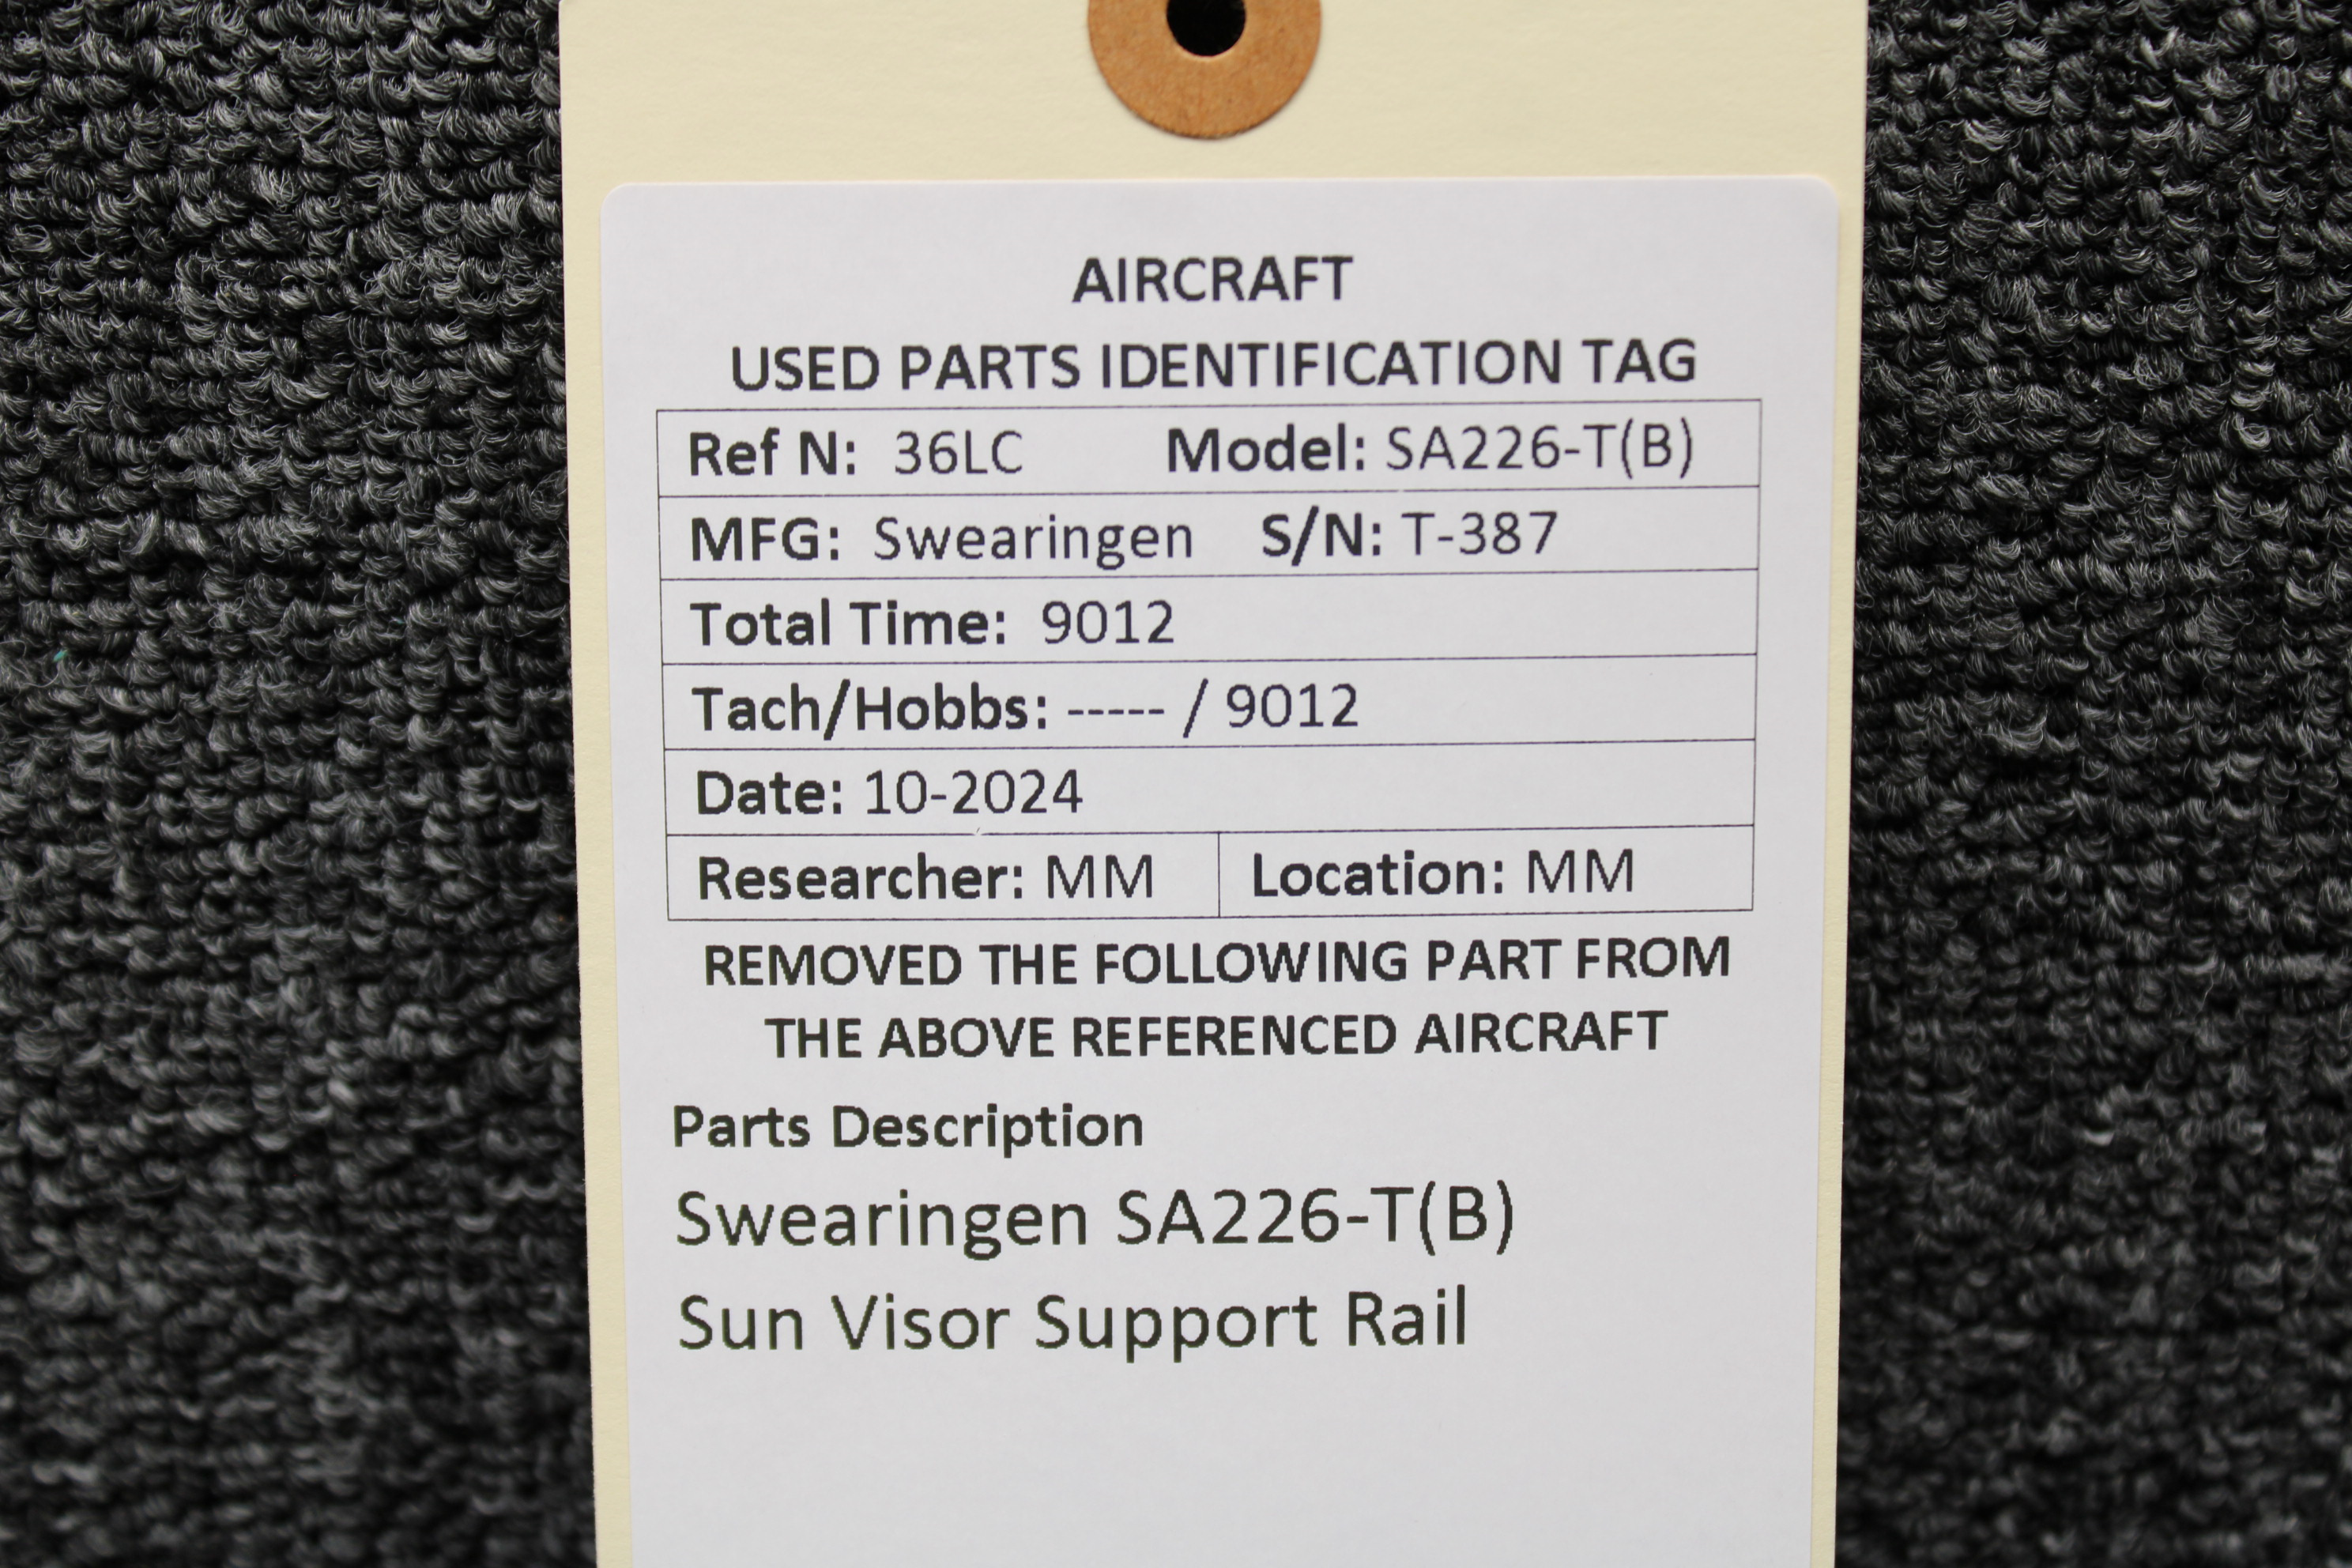 AIRCRAFT
USED PARTS IDENTIFICATION TAG
Ref N: 36LC Model: SA226-T(B)
MFG: Swearingen S/N: T-387
Total Time: 9012
Tach/Hobbs: ----- / 9012
Date: 10-2024
Researcher: MM Location: MM
REMOVED THE FOLLOWING PART FROM
THE ABOVE REFERENCED AIRCRAFT
Parts Description
Swearingen SA226-T(B)
Sun Visor Support Rail